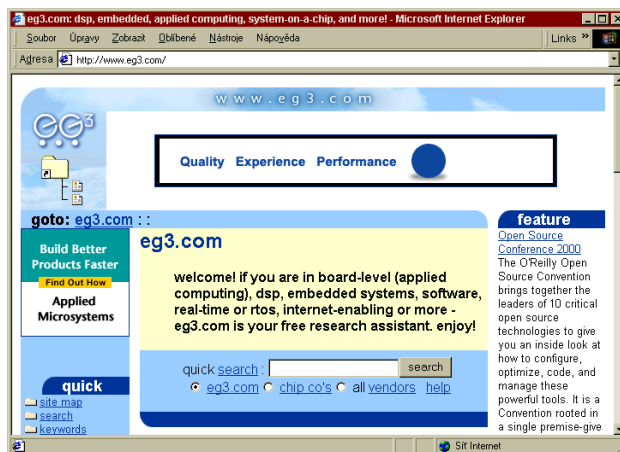 eg3.com: dsp, embedded, applied computing, system-on-a-chip, and more! - Microsoft Internet Explorer
Soubor Úpravy Zobrazit Oblíbené Nástroje Nápověda Links »
Adresa http://www.eg3.com/
www.eg3.com
eg3
Quality Experience Performance
goto: eg3.com : :
Build Better
Products Faster
Find Out How
Applied
Microsystems
eg3.com
welcome! if you are in board-level (applied
computing), dsp, embedded systems, software,
real-time or rtos, internet-enabling or more -
eg3.com is your free research assistant. enjoy!
quick search : search
eg3.com chip co's all vendors help
quick
site map
search
keywords
feature
Open Source
Conference 2000
The O'Reilly Open
Source Convention
brings together the
leaders of 10 critical
open source
technologies to give
you an inside look at
how to configure,
optimize, code, and
manage these
powerful tools. It is a
Convention rooted in
a single premise-give
Síť Internet